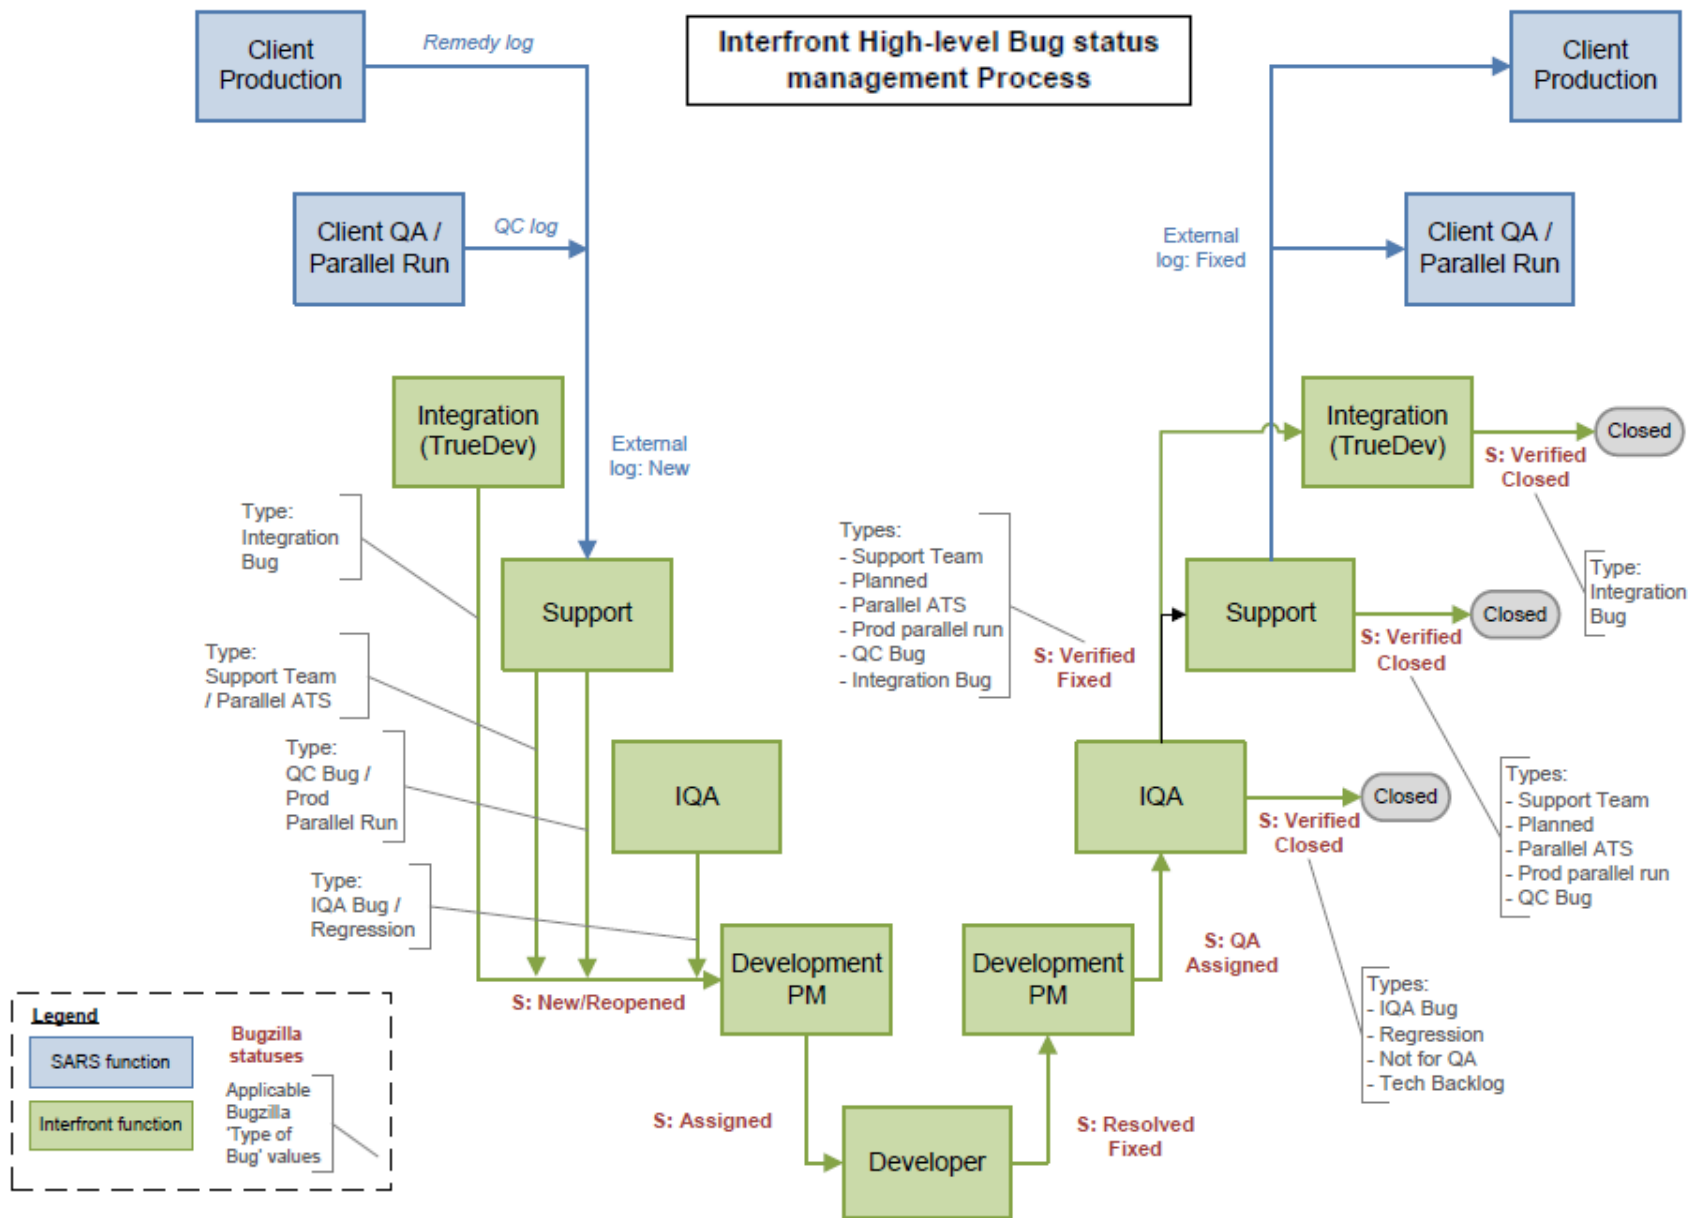 Interfront High-level Bug status
management Process
Client
Production
Remedy log
Client QA /
Parallel Run
QC log
Integration
(TrueDev)
External
log: New
Type:
Integration
Bug
Support
Type:
Support Team
/ Parallel ATS
Type:
QC Bug /
Prod
Parallel Run
IQA
Type:
IQA Bug /
Regression
S: New/Reopened
Development
PM
S: Assigned
Developer
S: Resolved
Fixed
Development
PM
S: QA
Assigned
IQA
S: Verified
Closed
Closed
Types:
- IQA Bug
- Regression
- Not for QA
- Tech Backlog
Types:
- Support Team
- Planned
- Parallel ATS
- Prod parallel run
- QC Bug
- Integration Bug
S: Verified
Fixed
Support
S: Verified
Closed
Closed
Types:
- Support Team
- Planned
- Parallel ATS
- Prod parallel run
- QC Bug
Integration
(TrueDev)
S: Verified
Closed
Closed
Type:
Integration
Bug
External
log: Fixed
Client QA /
Parallel Run
Client
Production
Legend
SARS function
Interfront function
Bugzilla
statuses
Applicable
Bugzilla
'Type of
Bug' values